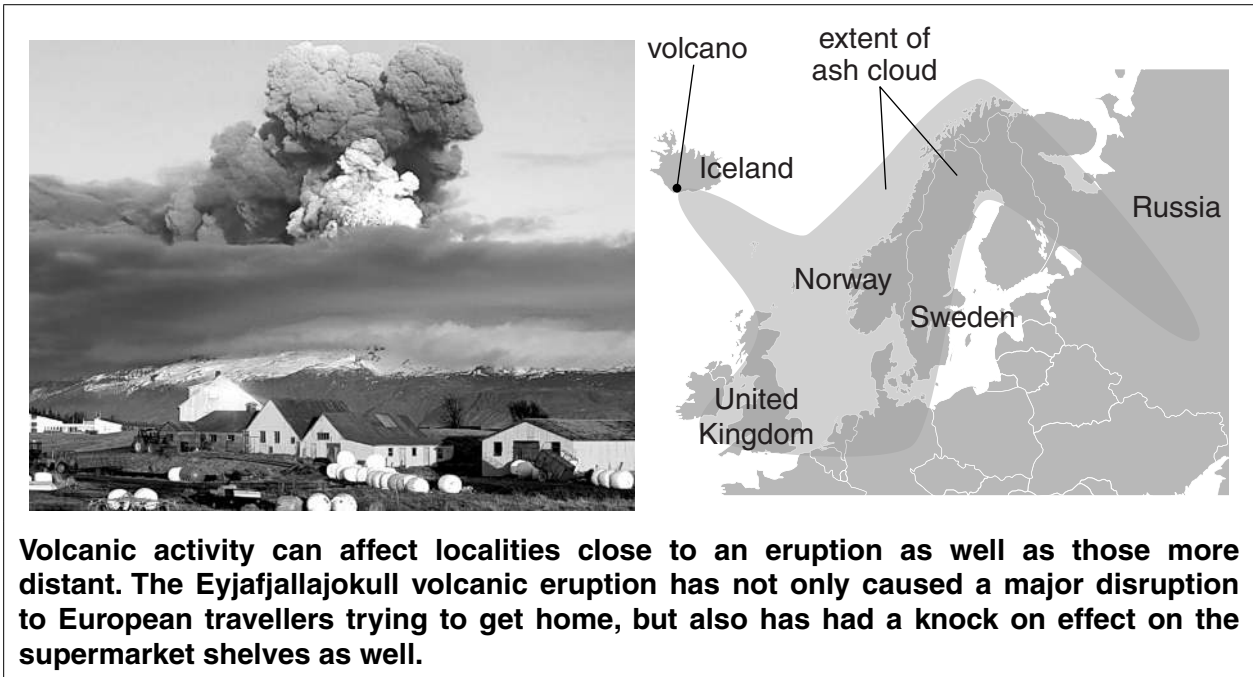 volcano
extent of
ash cloud
Iceland
Russia
Norway
Sweden
United
Kingdom
Volcanic activity can affect localities close to an eruption as well as those more
distant. The Eyjafjallajokull volcanic eruption has not only caused a major disruption
to European travellers trying to get home, but also has had a knock on effect on the
supermarket shelves as well.